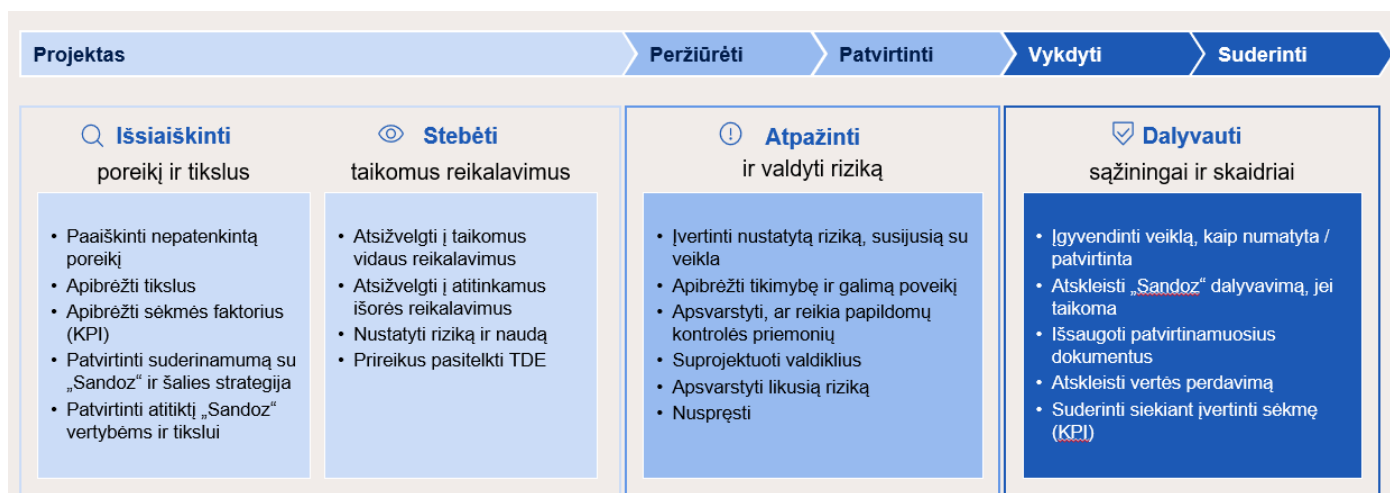 Projektas
Peržiūrėti
Patvirtinti
Vykdyti
Suderinti
Išsiaiškinti
poreikį ir tikslus
• Paaiškinti nepatenkintą
poreikį
• Apibrėžti tikslus
• Apibrėžti sėkmės faktorius
(KPI)
• Patvirtinti suderinamumą su
„Sandoz“ ir šalies strategija
• Patvirtinti atitiktį „Sandoz“
vertybėms ir tikslui
Stebėti
taikomus reikalavimus
• Atsižvelgti į taikomus
vidaus reikalavimus
• Atsižvelgti į atitinkamus
išorės reikalavimus
• Nustatyti riziką ir naudą
• Prireikus pasitelkti TDE
Atpažinti
ir valdyti riziką
• Įvertinti nustatytą riziką, susijusią su
veikla
• Apibrėžti tikimybę ir galimą poveikį
• Apsvarstyti, ar reikia papildomų
kontrolės priemonių
• Suprojektuoti valdiklius
• Apsvarstyti likusią riziką
• Nuspręsti
Dalyvauti
sąžiningai ir skaidriai
• Įgyvendinti veiklą, kaip numatyta /
patvirtinta
• Atskleisti „Sandoz“ dalyvavimą, jei
taikoma
• Išsaugoti patvirtinamuosius
dokumentus
• Atskleisti vertės perdavimą
• Suderinti siekiant įvertinti sėkmę
(KPI)